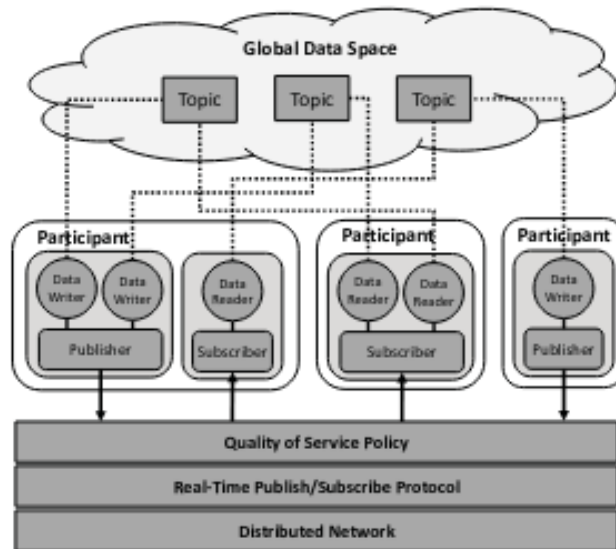 Global Data Space
Topic
Topic
Topic
Participant
Participant
Participant
Data
Writer
Data
Writer
Data
Reader
Data
Reader
Data
Reader
Data
Writer
Publisher
Subscriber
Subscriber
Publisher
Quality of Service Policy
Real-Time Publish/Subscribe Protocol
Distributed Network